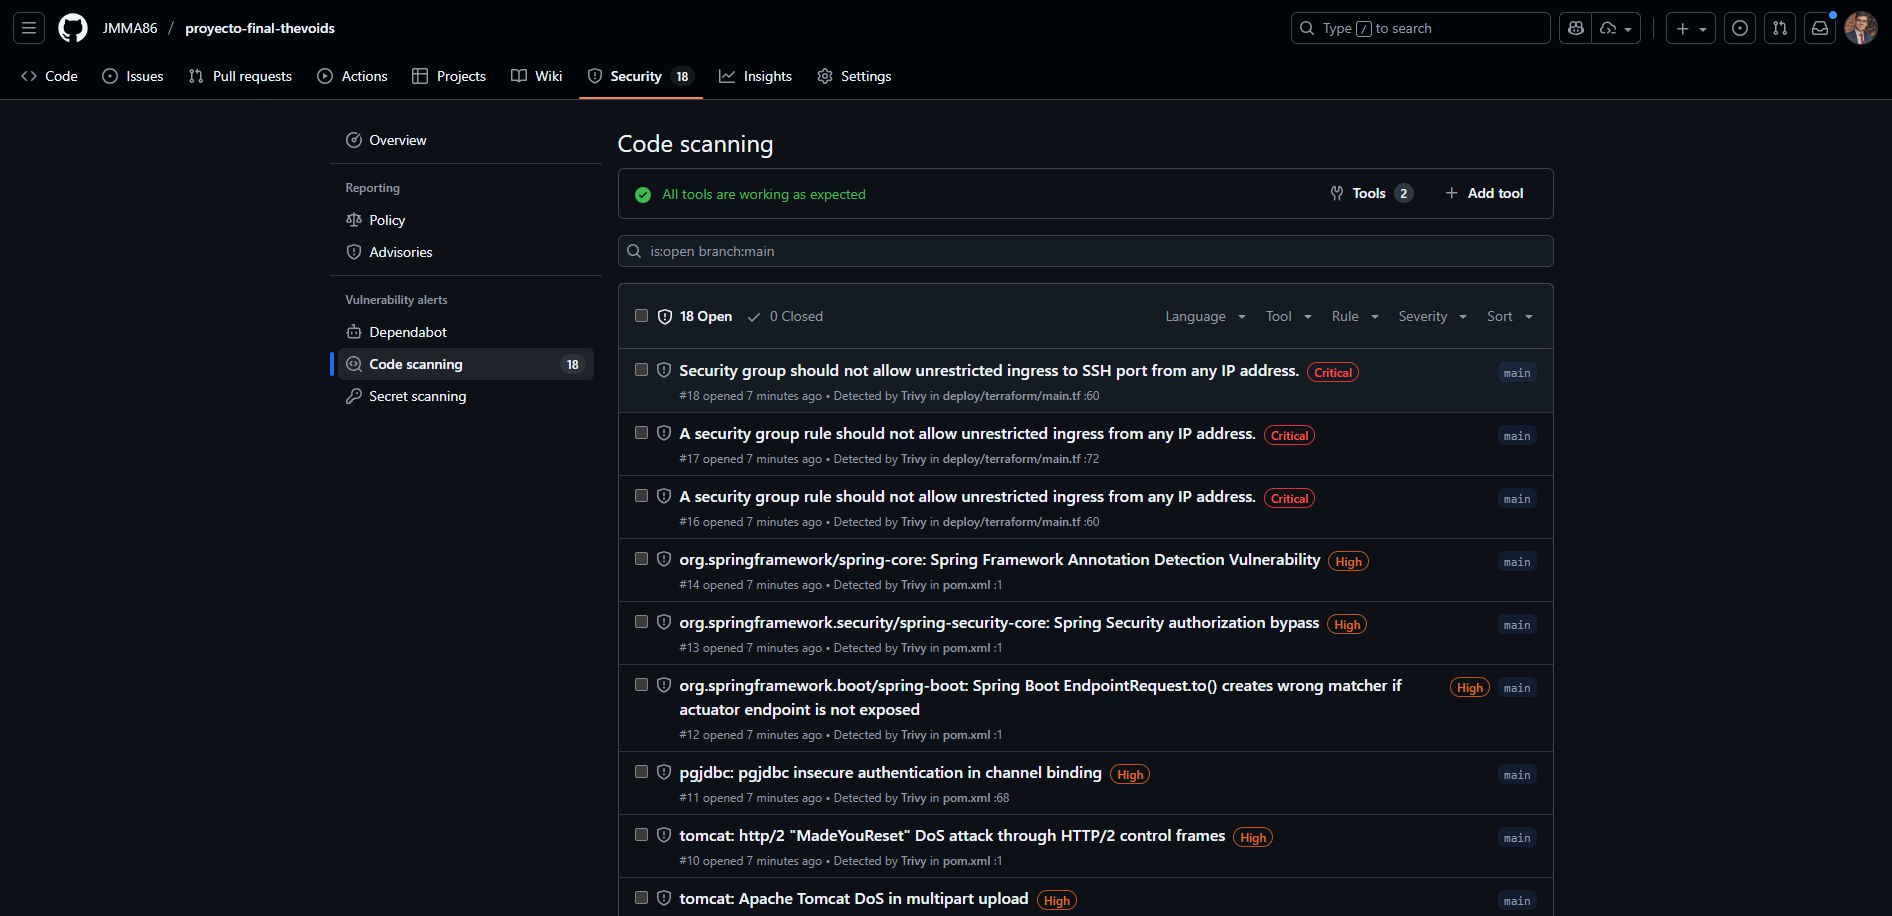 JMMA86 / proyecto-final-thevoids
Type / to search
Code
Issues
Pull requests
Actions
Projects
Wiki
Security 18
Insights
Settings
Overview
Reporting
Policy
Advisories
Vulnerability alerts
Dependabot
Code scanning 18
Secret scanning
Code scanning
All tools are working as expected
Tools 2
Add tool
is:open branch:main
18 Open
0 Closed
Language
Tool
Rule
Severity
Sort
Security group should not allow unrestricted ingress to SSH port from any IP address. Critical
main
#18 opened 7 minutes ago • Detected by Trivy in deploy/terraform/main.tf :60
A security group rule should not allow unrestricted ingress from any IP address. Critical
main
#17 opened 7 minutes ago • Detected by Trivy in deploy/terraform/main.tf :72
A security group rule should not allow unrestricted ingress from any IP address. Critical
main
#16 opened 7 minutes ago • Detected by Trivy in deploy/terraform/main.tf :60
org.springframework/spring-core: Spring Framework Annotation Detection Vulnerability High
main
#14 opened 7 minutes ago • Detected by Trivy in pom.xml :1
org.springframework.security/spring-security-core: Spring Security authorization bypass High
main
#13 opened 7 minutes ago • Detected by Trivy in pom.xml :1
org.springframework.boot/spring-boot: Spring Boot EndpointRequest.to() creates wrong matcher if
actuator endpoint is not exposed
High
main
#12 opened 7 minutes ago • Detected by Trivy in pom.xml :1
pgjdbc: pgjdbc insecure authentication in channel binding High
main
#11 opened 7 minutes ago • Detected by Trivy in pom.xml :68
tomcat: http/2 "MadeYouReset" DoS attack through HTTP/2 control frames High
main
#10 opened 7 minutes ago • Detected by Trivy in pom.xml :1
tomcat: Apache Tomcat DoS in multipart upload High
main